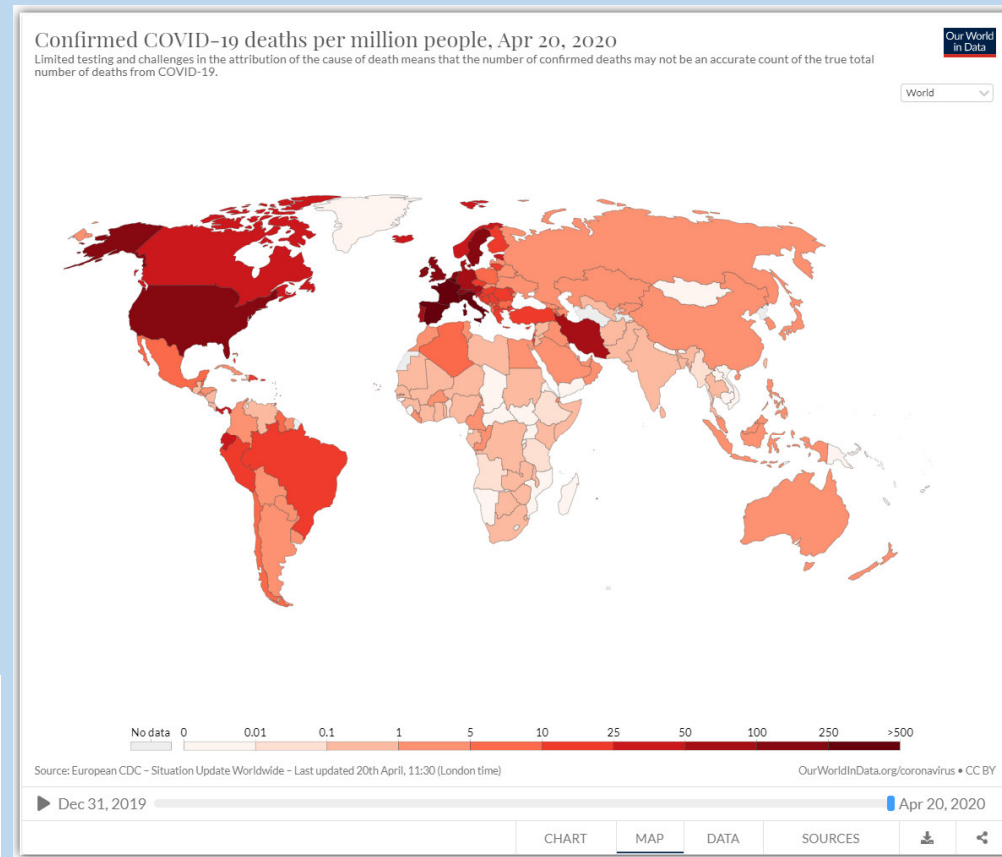 Confirmed COVID-19 deaths per million people, Apr 20, 2020
Limited testing and challenges in the attribution of the cause of death means that the number of confirmed deaths may not be an accurate count of the true total
number of deaths from COVID-19.
Our World
in Data
World
No data 0 0.01 0.1 1 5 10 25 50 100 250 >500
Source: European CDC – Situation Update Worldwide – Last updated 20th April, 11:30 (London time)
OurWorldInData.org/coronavirus • CC BY
Dec 31, 2019
Apr 20, 2020
CHART MAP DATA SOURCES